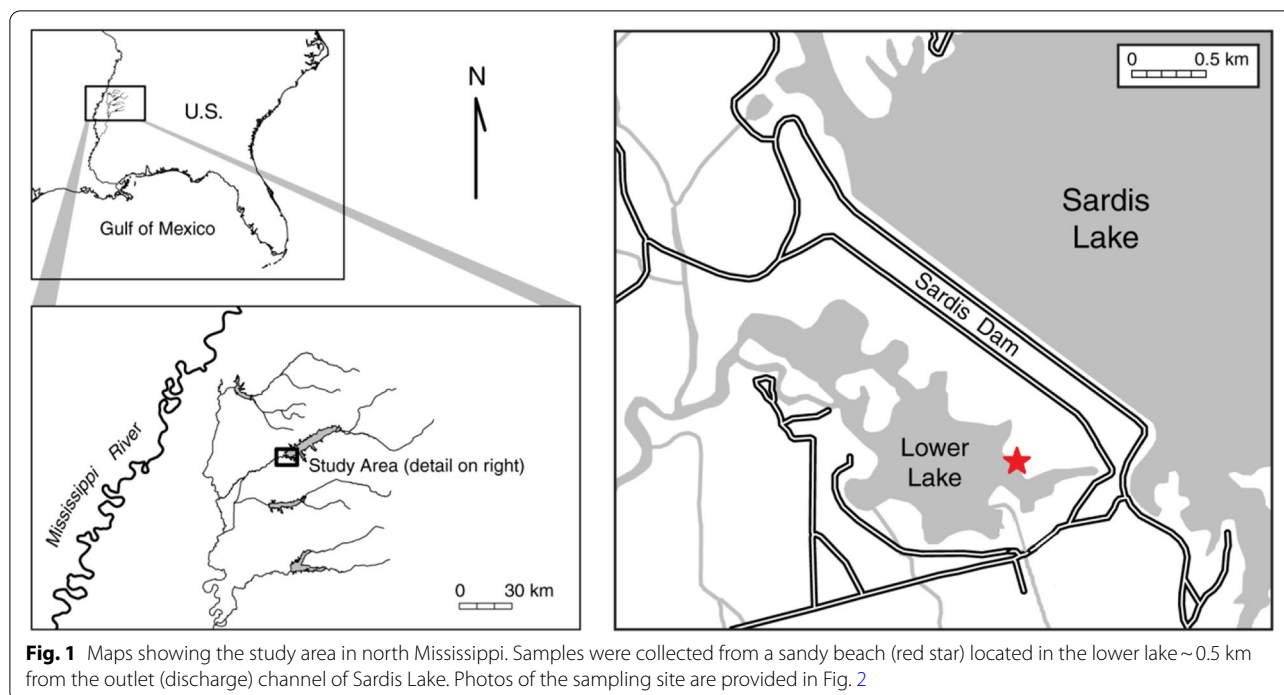 U.S.
Gulf of Mexico
N
Mississippi River
Study Area (detail on right)
0 30 km
0 0.5 km
Sardis
Lake
Sardis Dam
Lower
Lake
Fig. 1 Maps showing the study area in north Mississippi. Samples were collected from a sandy beach (red star) located in the lower lake ~ 0.5 km
from the outlet (discharge) channel of Sardis Lake. Photos of the sampling site are provided in Fig. 2